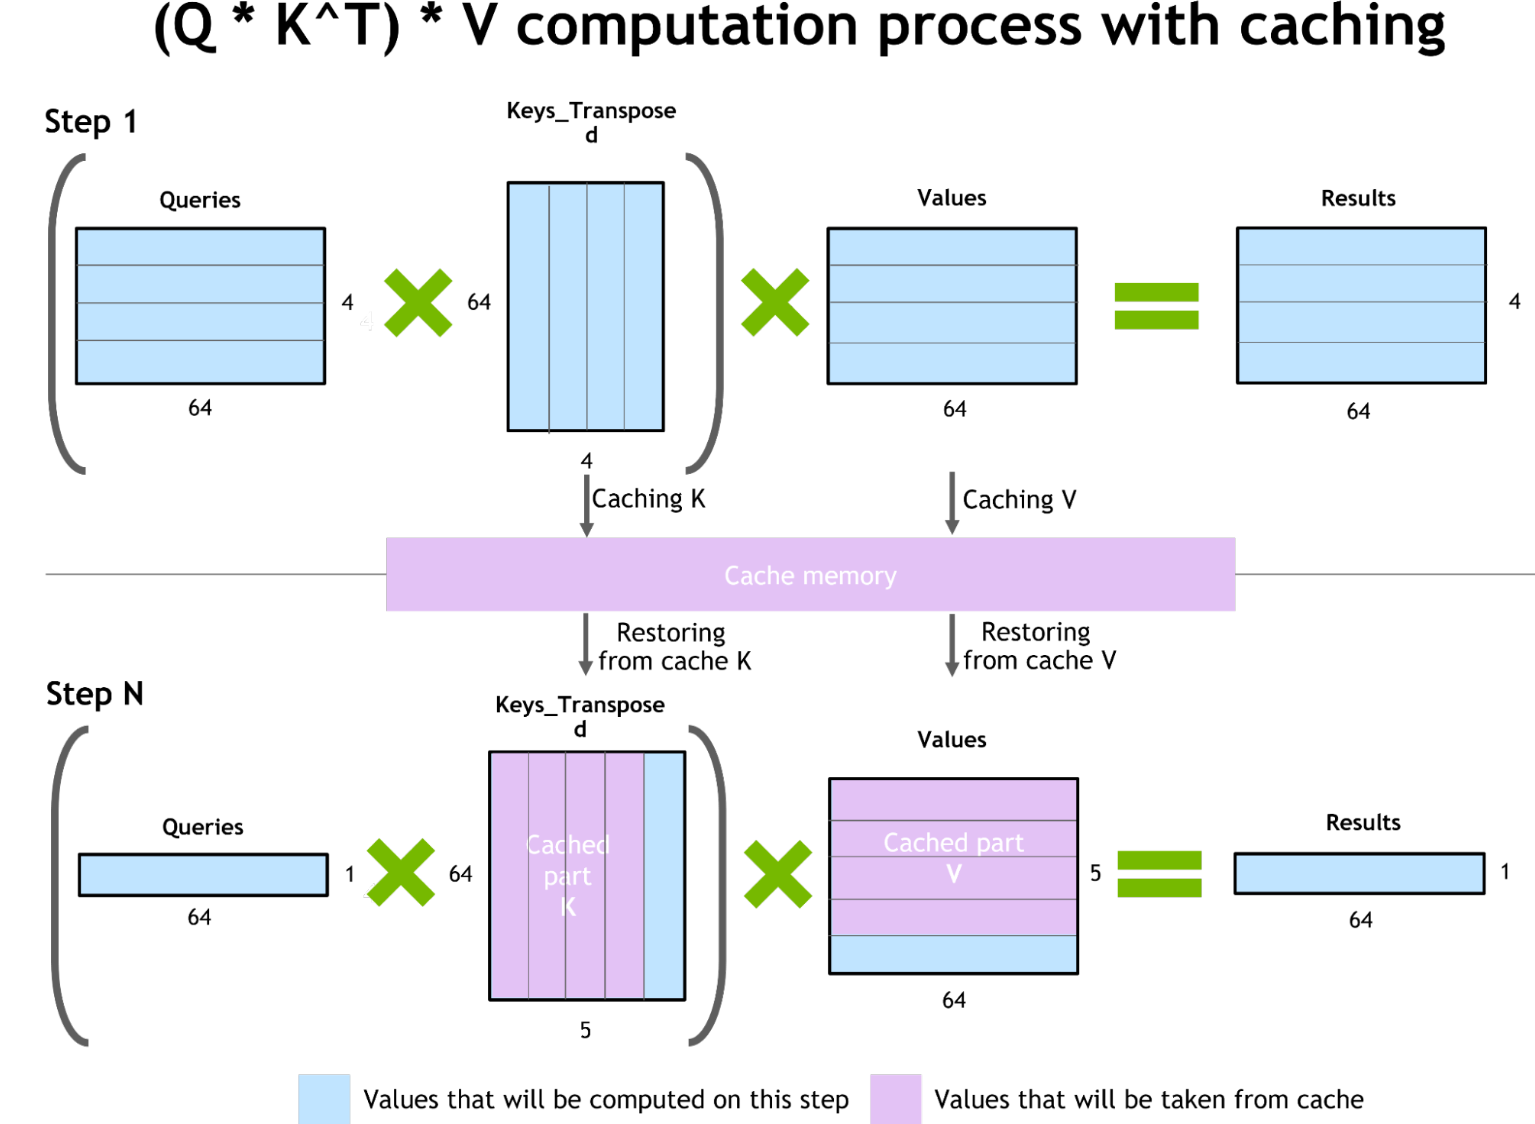 (Q * K^T) * V computation process with caching
Step 1
Keys_Transpose
d
Queries
Values
Results
4
64
4
64
64
64
4
Caching K
Caching V
Cache memory
Restoring
from cache K
Restoring
from cache V
Step N
Keys_Transpose
d
Values
Queries
Results
Cached
part
K
Cached part
V
1
64
5
1
64
64
64
5
Values that will be computed on this step
Values that will be taken from cache